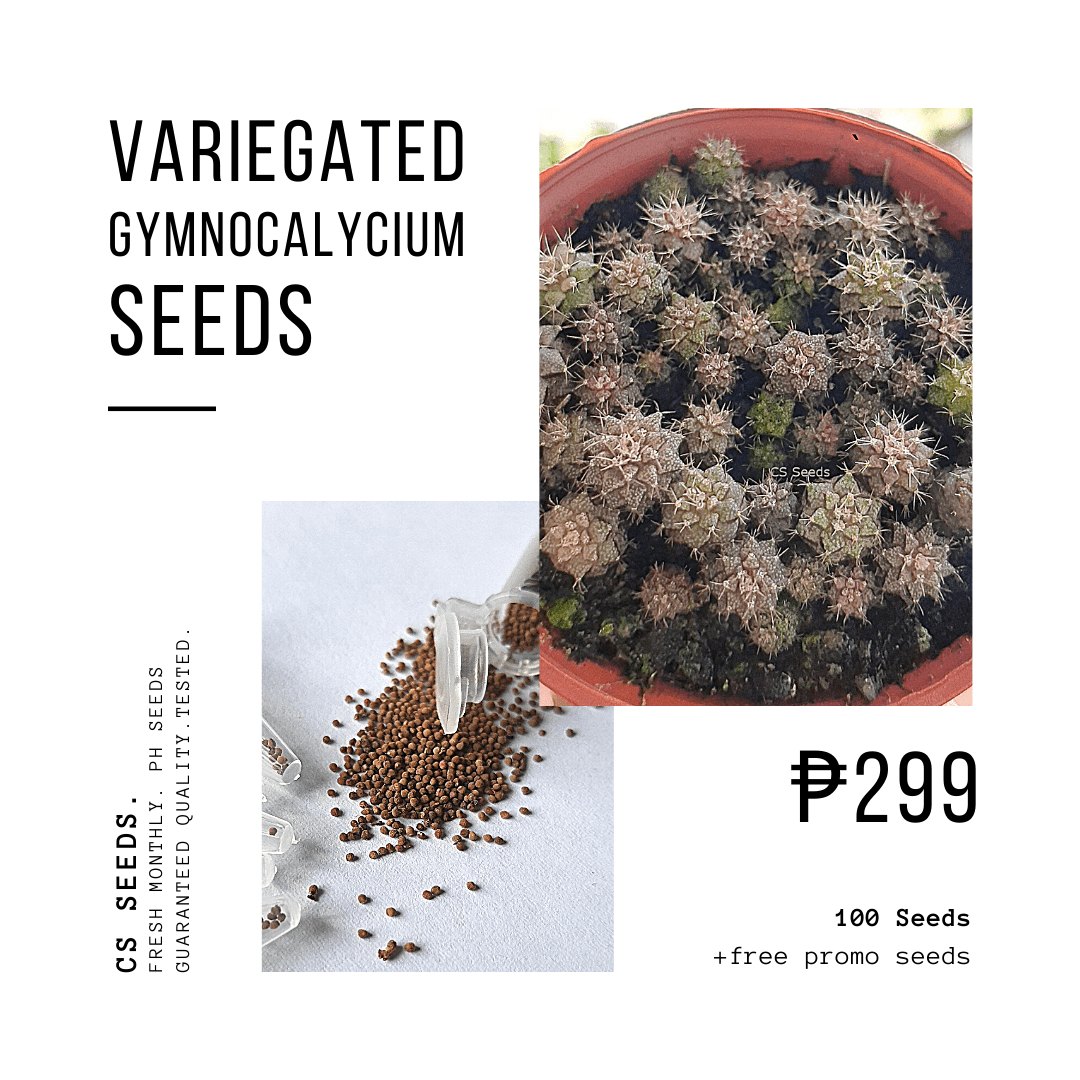 VARIEGATED
GYMNOCALYCIUM
SEEDS
CS Seeds
CS SEEDS.
FRESH MONTHLY. PH SEEDS
GUARANTEED QUALITY.TESTED.
₱299
100 Seeds
+free promo seeds